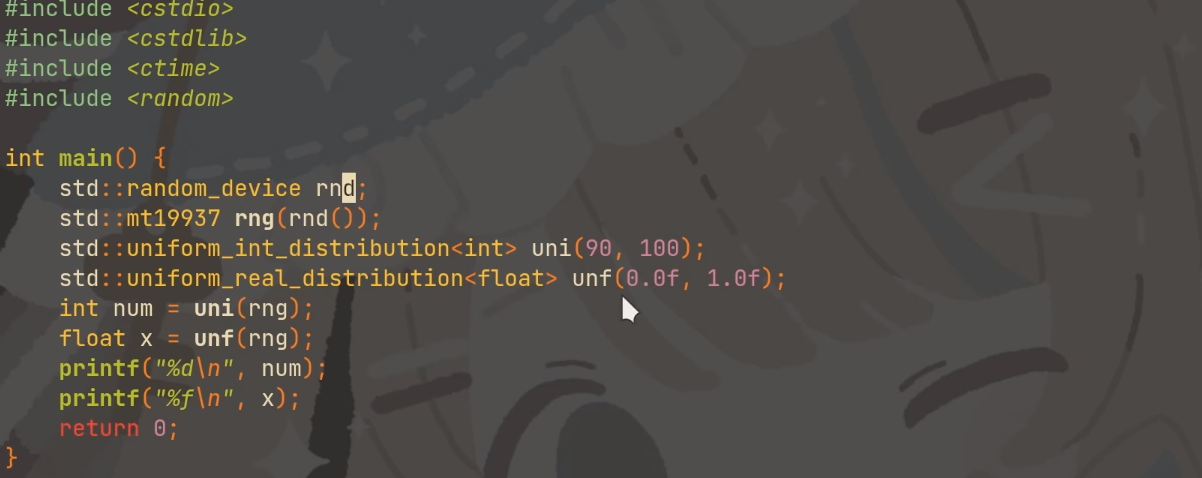 #include <cstdio>
#include <cstdlib>
#include <ctime>
#include <random>
int main() {
    std::random_device rnd;
    std::mt19937 rng(rnd());
    std::uniform_int_distribution<int> uni(90, 100);
    std::uniform_real_distribution<float> unf(0.0f, 1.0f);
    int num = uni(rng);
    float x = unf(rng);
    printf("%d\n", num);
    printf("%f\n", x);
    return 0;
}